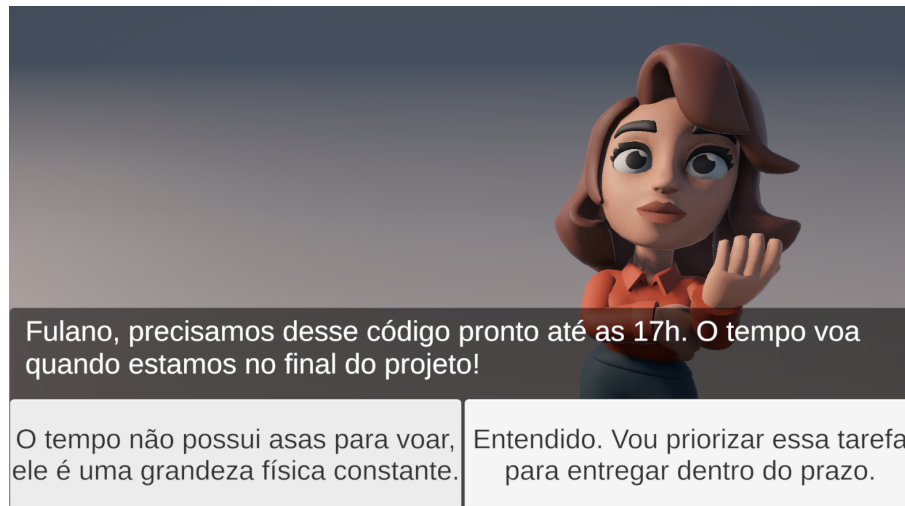 Fulano, precisamos desse código pronto até as 17h. O tempo voa
quando estamos no final do projeto!
O tempo não possui asas para voar,
ele é uma grandeza física constante.
Entendido. Vou priorizar essa tarefa
para entregar dentro do prazo.